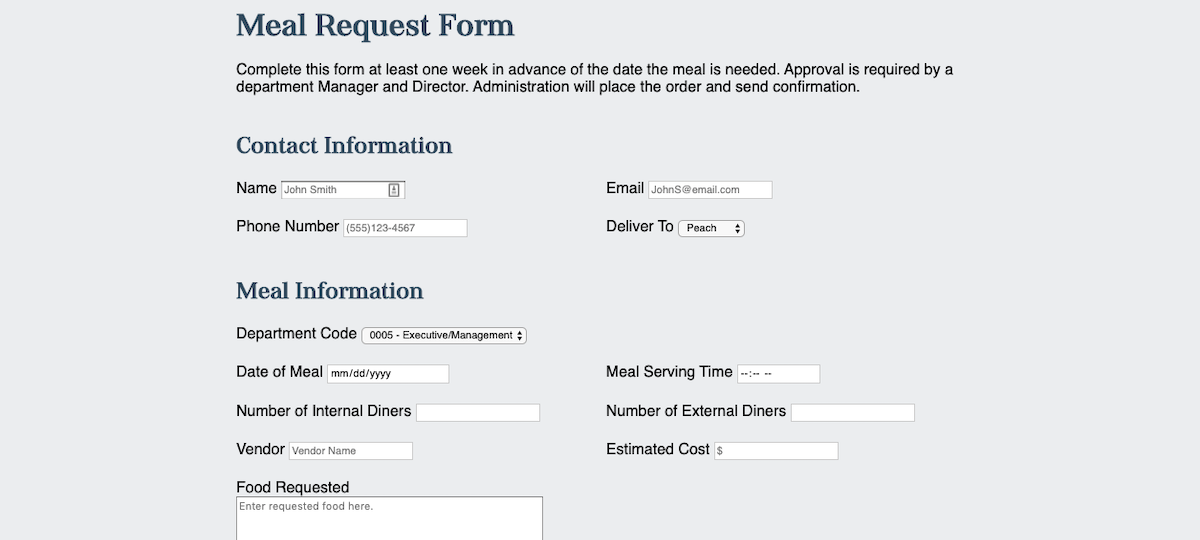 Meal Request Form
Complete this form at least one week in advance of the date the meal is needed. Approval is required by a
department Manager and Director. Administration will place the order and send confirmation.
Contact Information
Name John Smith
Email JohnS@email.com
Phone Number (555)123-4567
Deliver To Peach
Meal Information
Department Code 0005 - Executive/Management
Date of Meal mm/dd/yyyy
Meal Serving Time --:-- --
Number of Internal Diners
Number of External Diners
Vendor Vendor Name
Estimated Cost $
Food Requested
Enter requested food here.